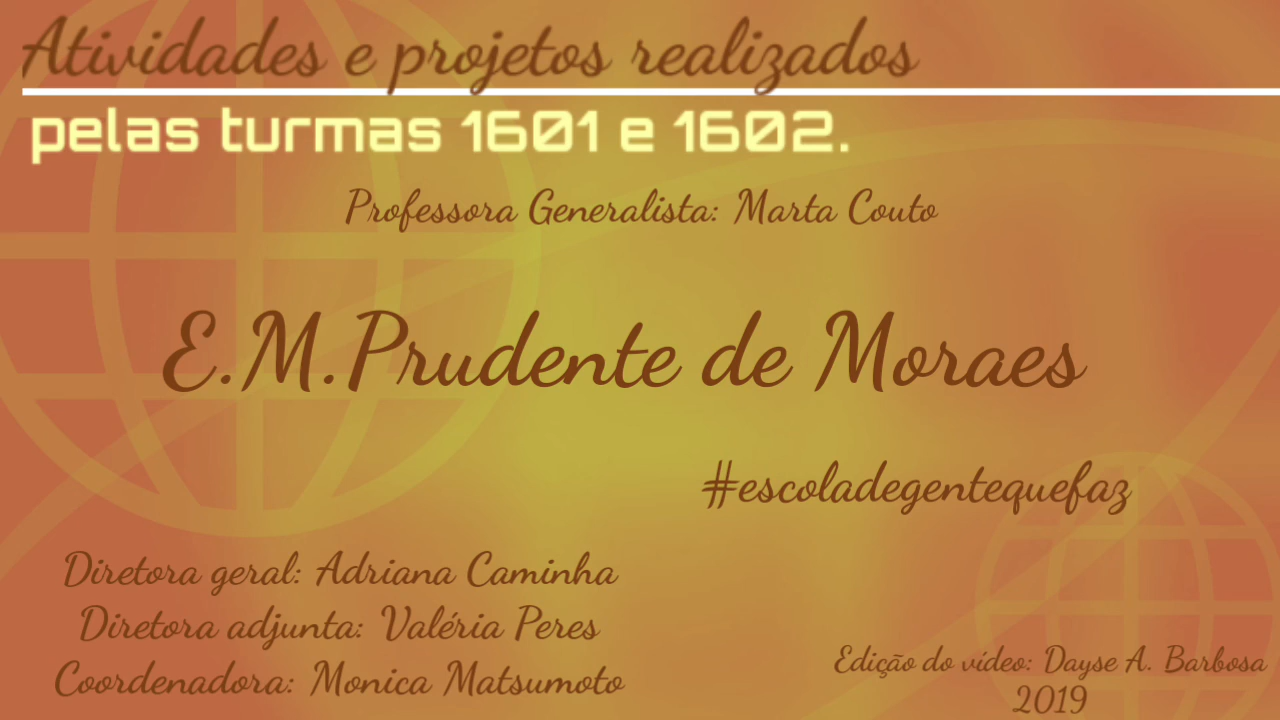 Atividades e projetos realizados
pelas turmas 1601 e 1602.
Professora Generalista: Marta Couto
E.M.Prudente de Moraes
#escoladegentequefaz
Diretora geral: Adriana Caminha
Diretora adjunta: Valéria Peres
Coordenadora: Monica Matsumoto
Edição do vídeo: Dayse A. Barbosa
2019